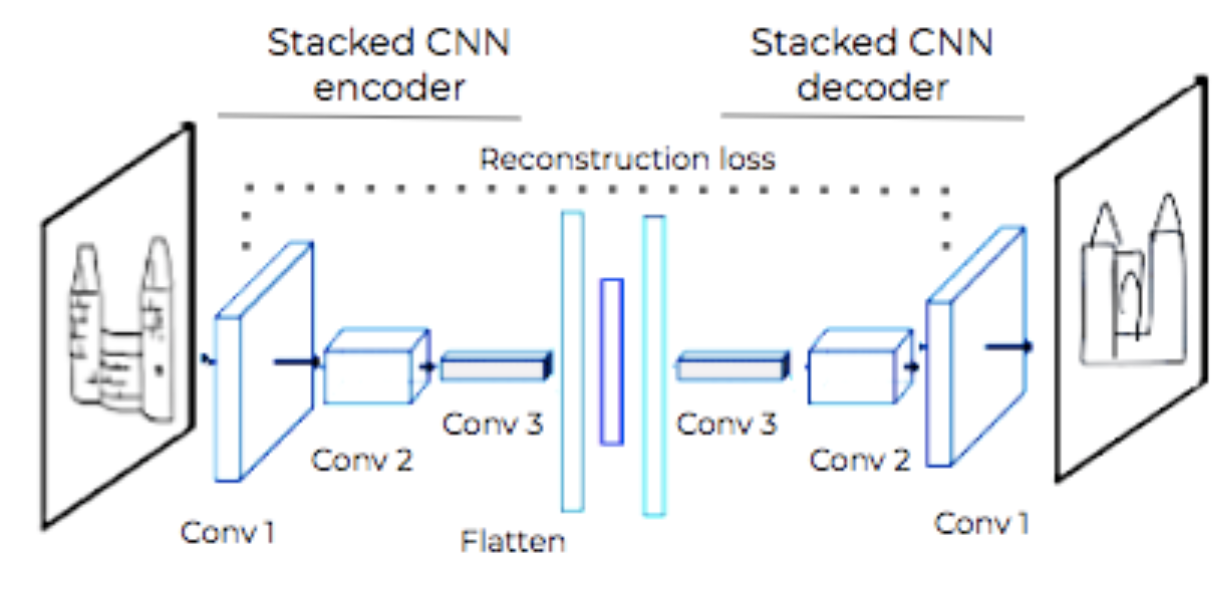 Stacked CNN
encoder
Stacked CNN
decoder
Reconstruction loss
Conv 1
Conv 2
Conv 3
Flatten
Conv 3
Conv 2
Conv 1